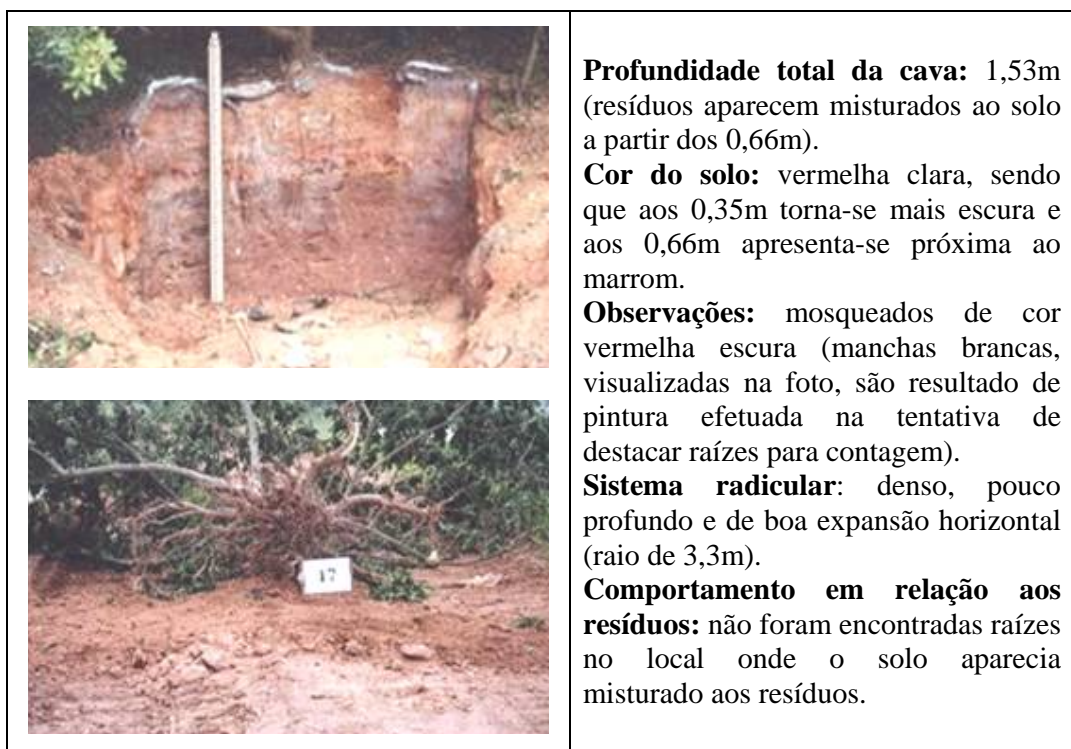 Profundidade total da cava: 1,53m
(resíduos aparecem misturados ao solo
a partir dos 0,66m).
Cor do solo: vermelha clara, sendo
que aos 0,35m torna-se mais escura e
aos 0,66m apresenta-se próxima ao
marrom.
Observações: mosqueados de cor
vermelha escura (manchas brancas,
visualizadas na foto, são resultado de
pintura efetuada na tentativa de
destacar raízes para contagem).
Sistema radicular: denso, pouco
profundo e de boa expansão horizontal
(raio de 3,3m).
Comportamento em relação aos
resíduos: não foram encontradas raízes
no local onde o solo aparecia
misturado aos resíduos.
17